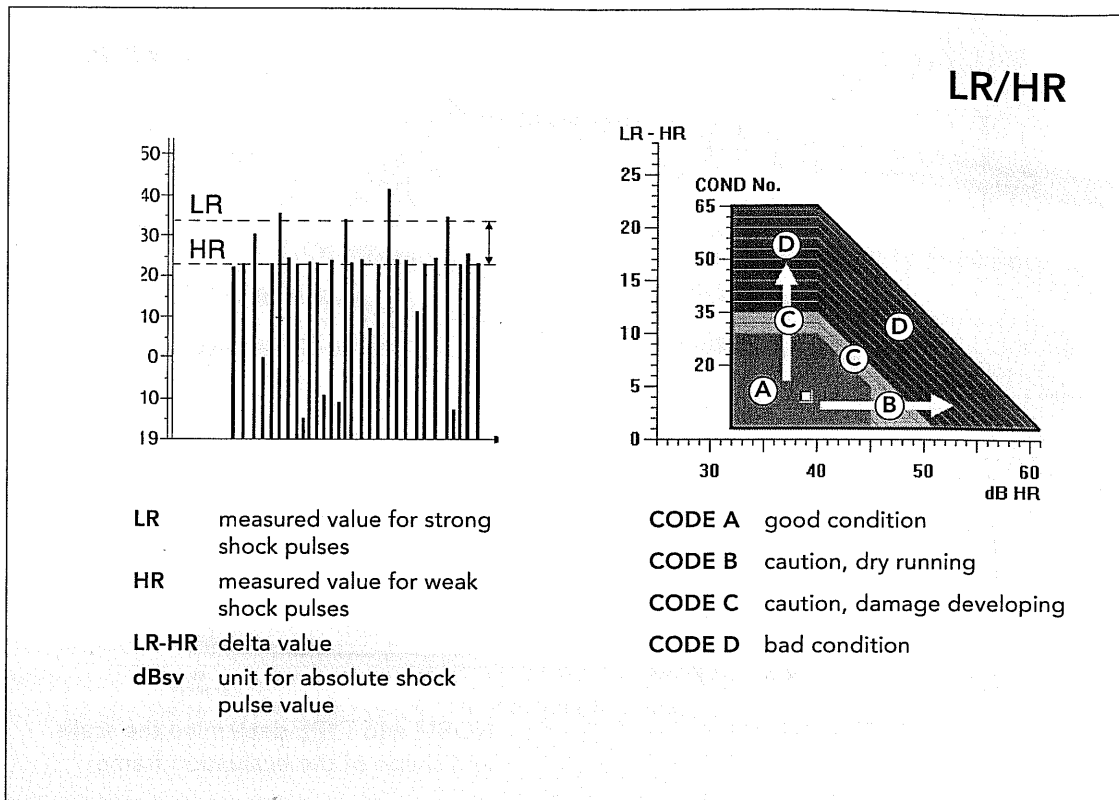 LR/HR
50
40
30
20
10
0
10
19
LR
HR
LR - HR
25
20
15
10
5
0
COND No.
65
50
35
20
D
C
D
C
A
B
30 40 50 60
dB HR
LR measured value for strong
shock pulses
HR measured value for weak
shock pulses
LR-HR delta value
dBsv unit for absolute shock
pulse value
CODE A good condition
CODE B caution, dry running
CODE C caution, damage developing
CODE D bad condition